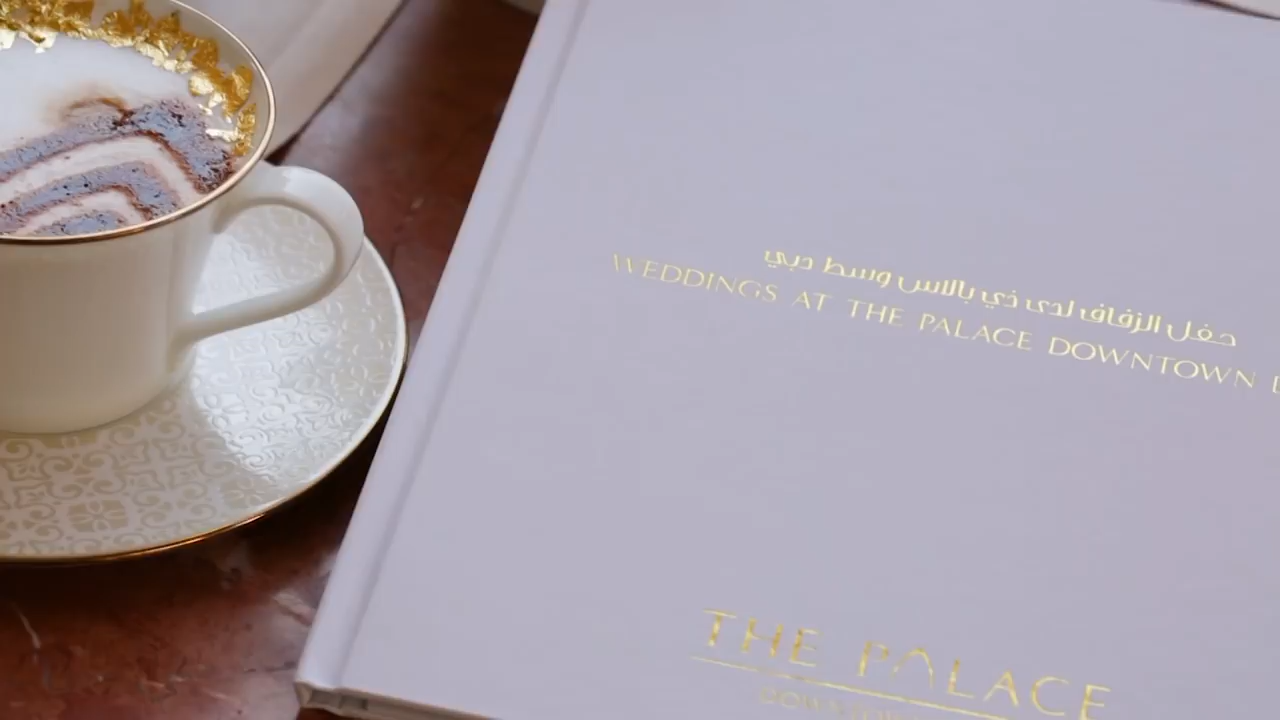 حفل الزفاف لدى ذي بالاس وسط دبي
WEDDINGS AT THE PALACE DOWNTOWN
THE PALACE